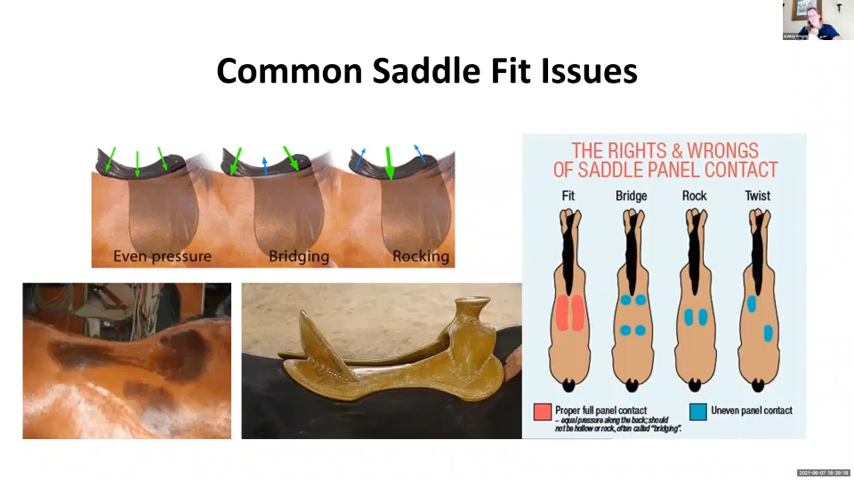 Common Saddle Fit Issues
Even pressure
Bridging
Rocking
THE RIGHTS & WRONGS
OF SADDLE PANEL CONTACT
Fit Bridge Rock Twist
Proper full panel contact
– equal pressure along the back; should
not be hollow or rock, often called "bridging".
Uneven panel contact